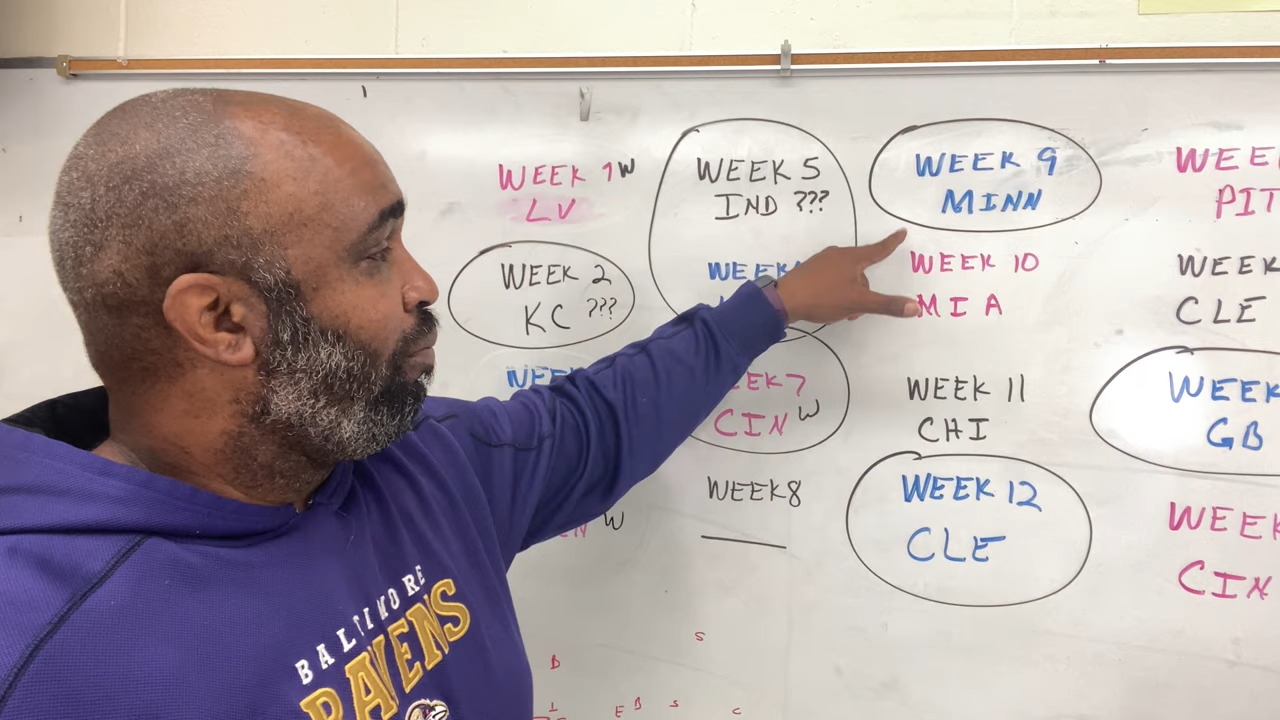 WEEK 1 W
LV
WEEK 2
KC ???
WEEK 5
IND ???
WEEK 7
CIN W
WEEK 8
WEEK 9
MINN
WEEK 10
MIA
WEEK 11
CHI
WEEK 12
CLE
WEEK
PIT
WEEK
CLE
WEEK
GB
WEEK
CIN
W
BALTIMORE
RAVENS
S
B
I
E B S C